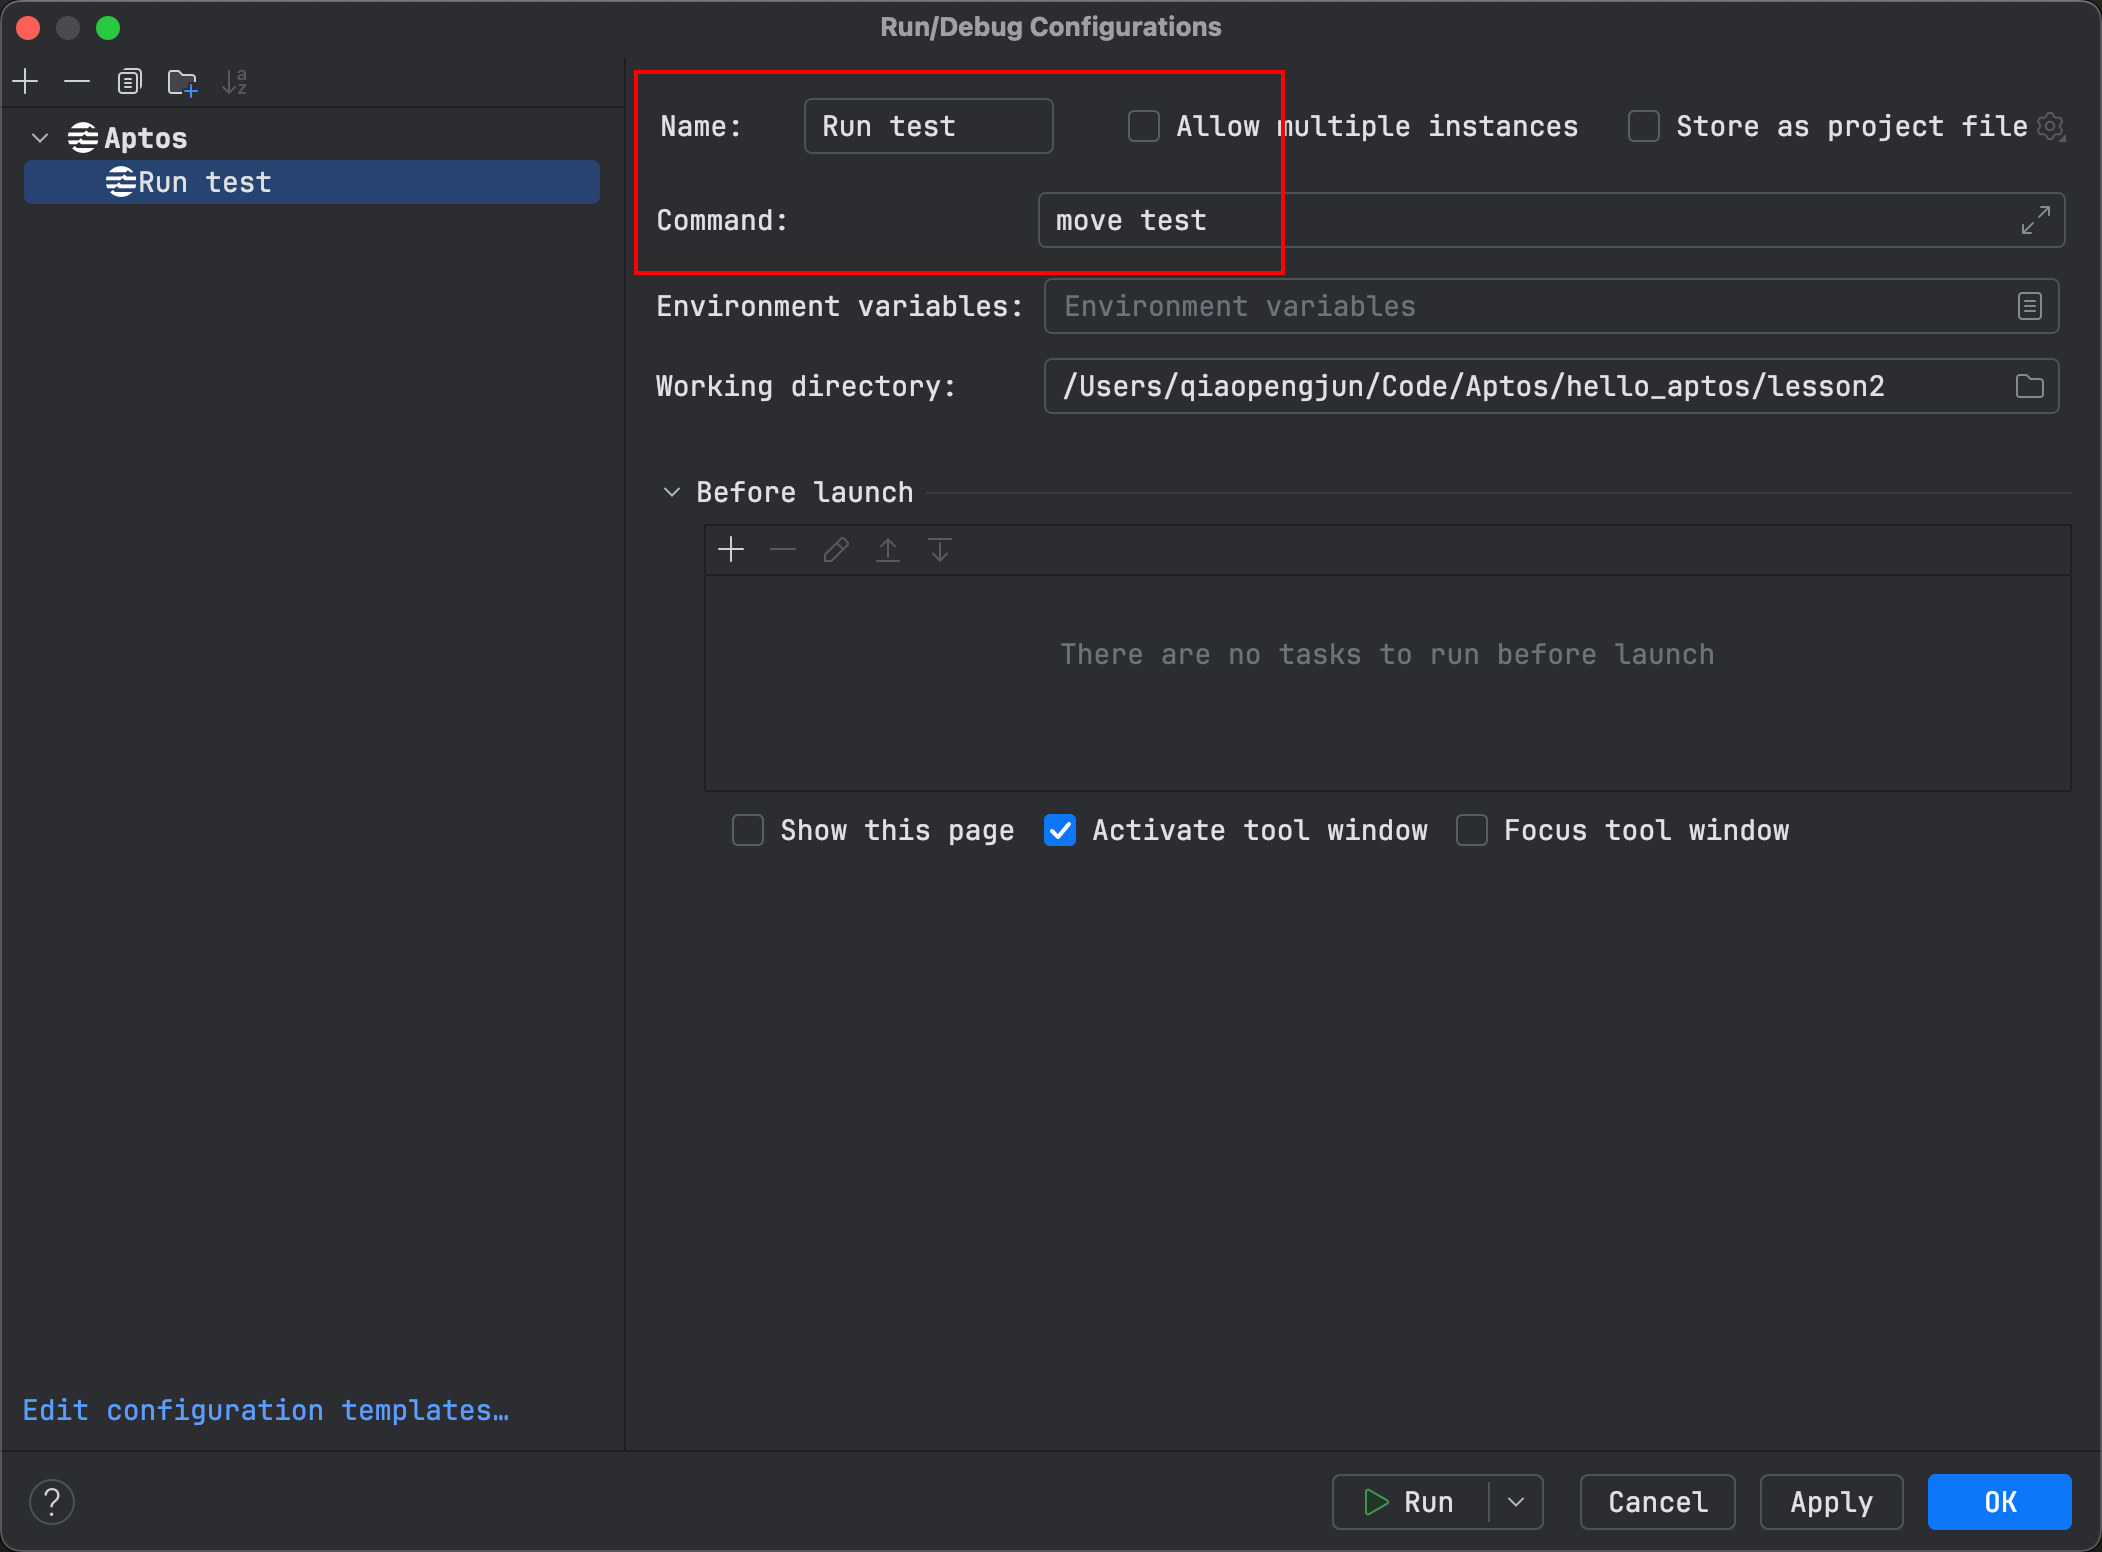 Run/Debug Configurations
Aptos
Run test
Name: Run test Allow multiple instances Store as project file
Command: move test
Environment variables: Environment variables
Working directory: /Users/qiaopengjun/Code/Aptos/hello_aptos/lesson2
Before launch
There are no tasks to run before launch
Show this page Activate tool window Focus tool window
Edit configuration templates…
? Run Cancel Apply OK